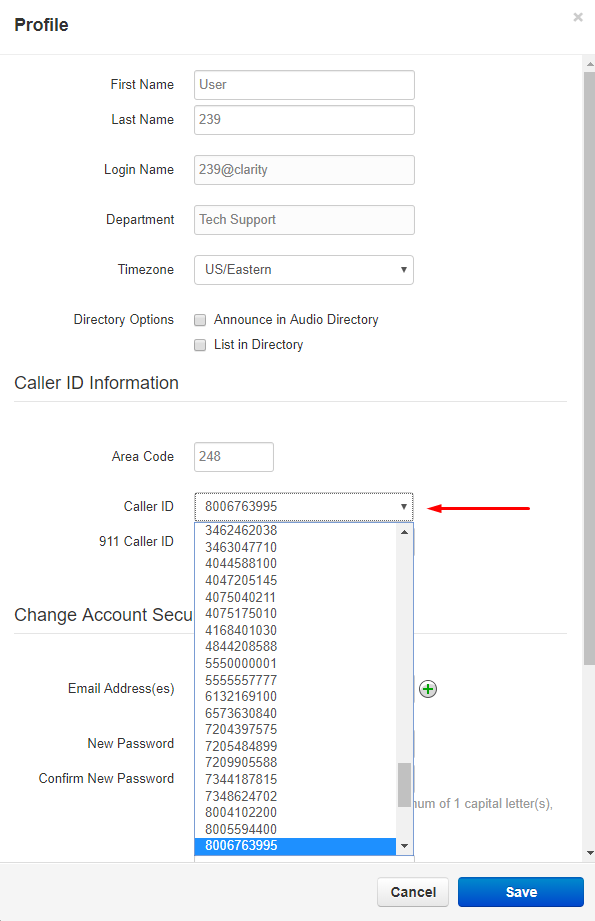 Profile
×
First Name User
Last Name 239
Login Name 239@clarity
Department Tech Support
Timezone US/Eastern
Directory Options Announce in Audio Directory
List in Directory
Caller ID Information
Area Code 248
Caller ID 8006763995
911 Caller ID
3462462038
3463047710
4044588100
4047205145
4075040211
4075175010
4168401030
4844208588
5550000001
5555557777
6132169100
6573630840
7204397575
7205484899
7209905588
7344187815
7348624702
8004102200
8005594400
8006763995
Change Account Secu
Email Address(es)
New Password
Confirm New Password
of 1 capital letter(s),
Cancel Save